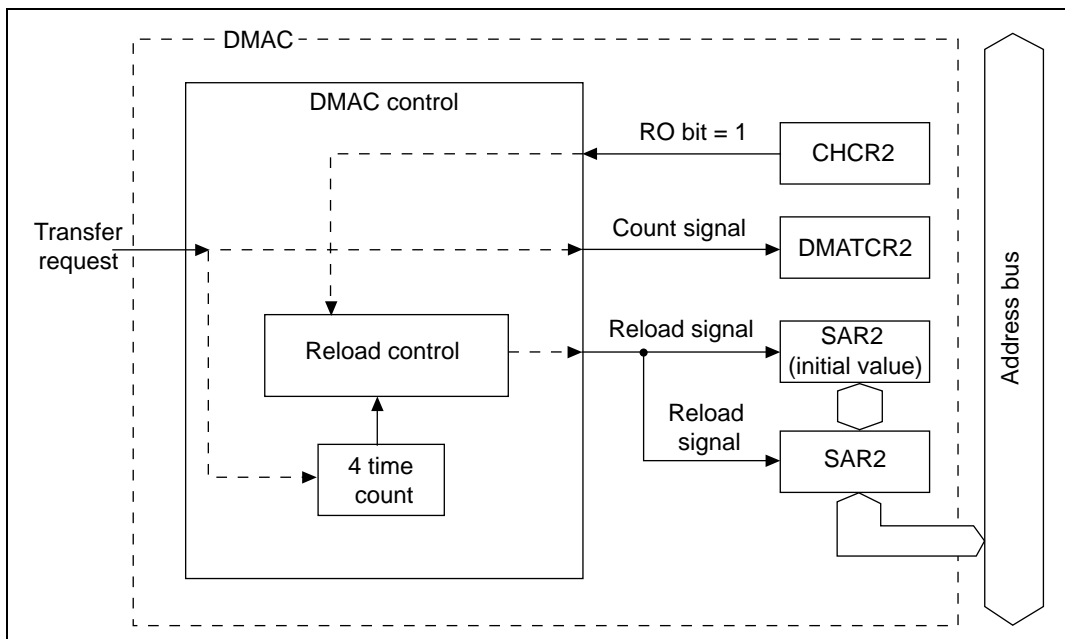 DMAC
DMAC control
RO bit = 1
CHCR2
Transfer
request
Count signal
DMATCR2
Reload control
Reload signal
SAR2
(initial value)
Reload
signal
SAR2
4 time
count
Address bus